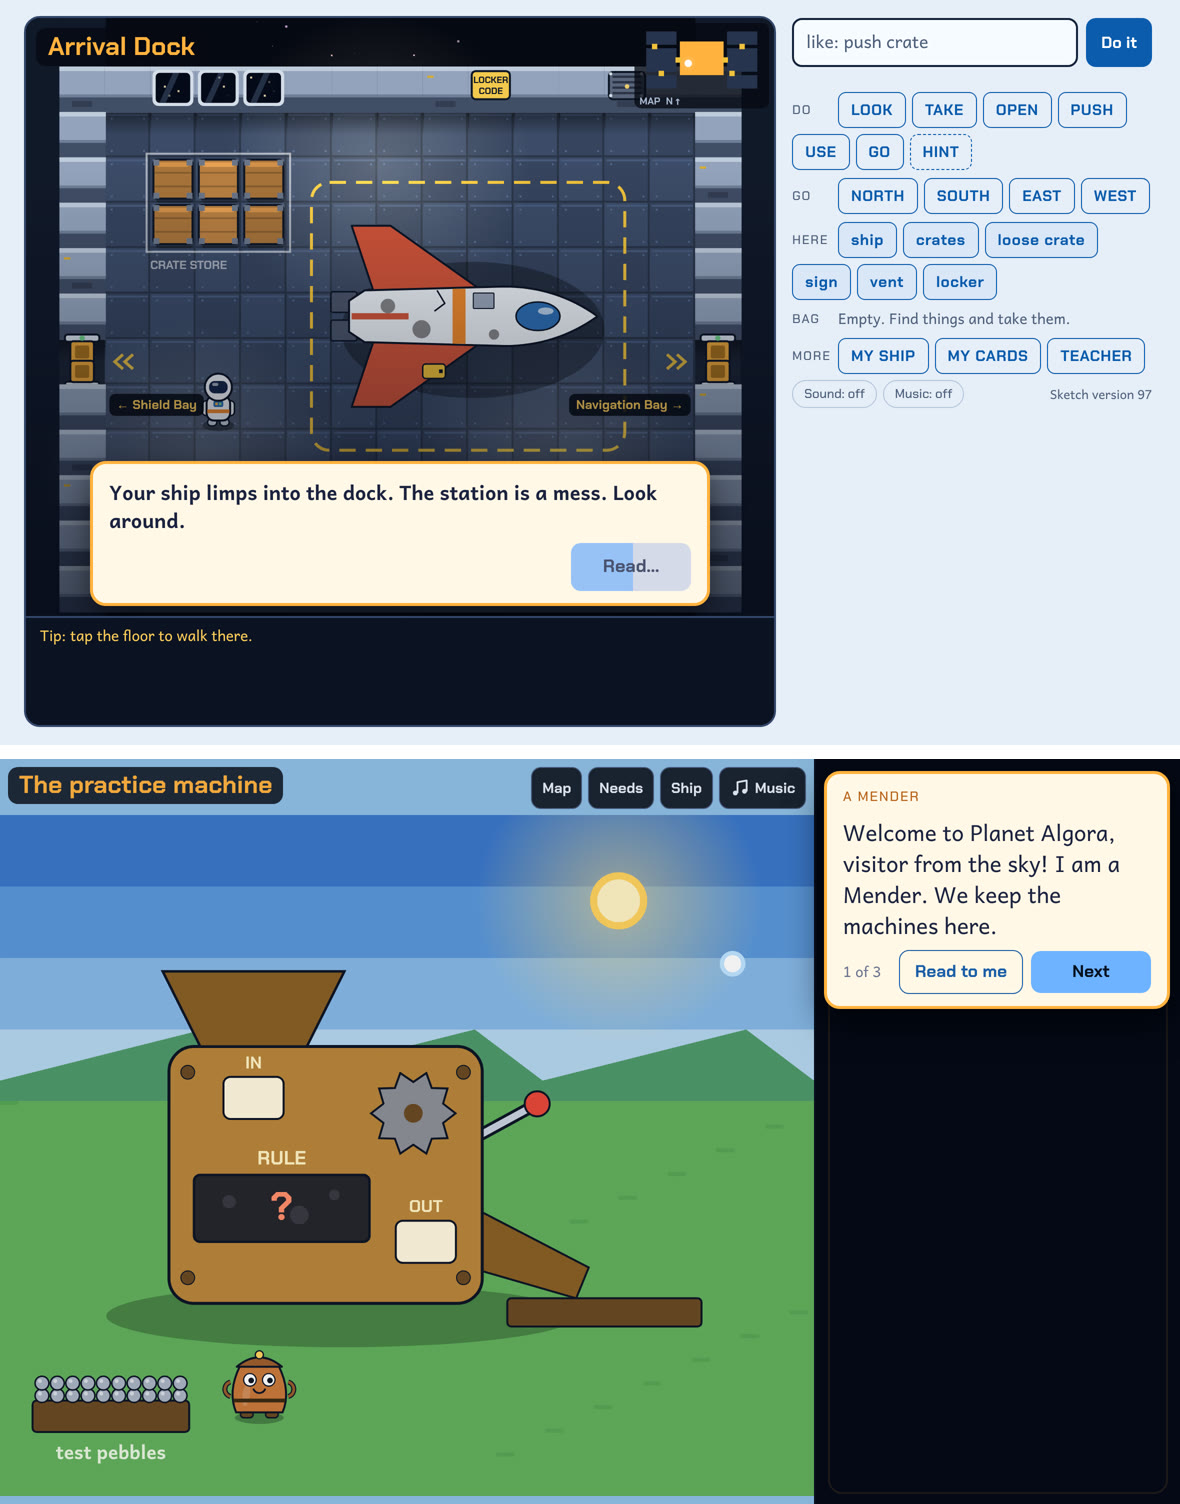 Arrival Dock
LOCKER
CODE
MAP N ↑
CRATE STORE
← Shield Bay
Navigation Bay →
Your ship limps into the dock. The station is a mess. Look
around.
Read...
Tip: tap the floor to walk there.
like: push crate
Do it
DO LOOK TAKE OPEN PUSH
USE GO HINT
GO NORTH SOUTH EAST WEST
HERE ship crates loose crate
sign vent locker
BAG Empty. Find things and take them.
MORE MY SHIP MY CARDS TEACHER
Sound: off Music: off Sketch version 97
The practice machine
Map Needs Ship Music
IN
RULE
?
OUT
test pebbles
A MENDER
Welcome to Planet Algora,
visitor from the sky! I am a
Mender. We keep the
machines here.
1 of 3 Read to me Next